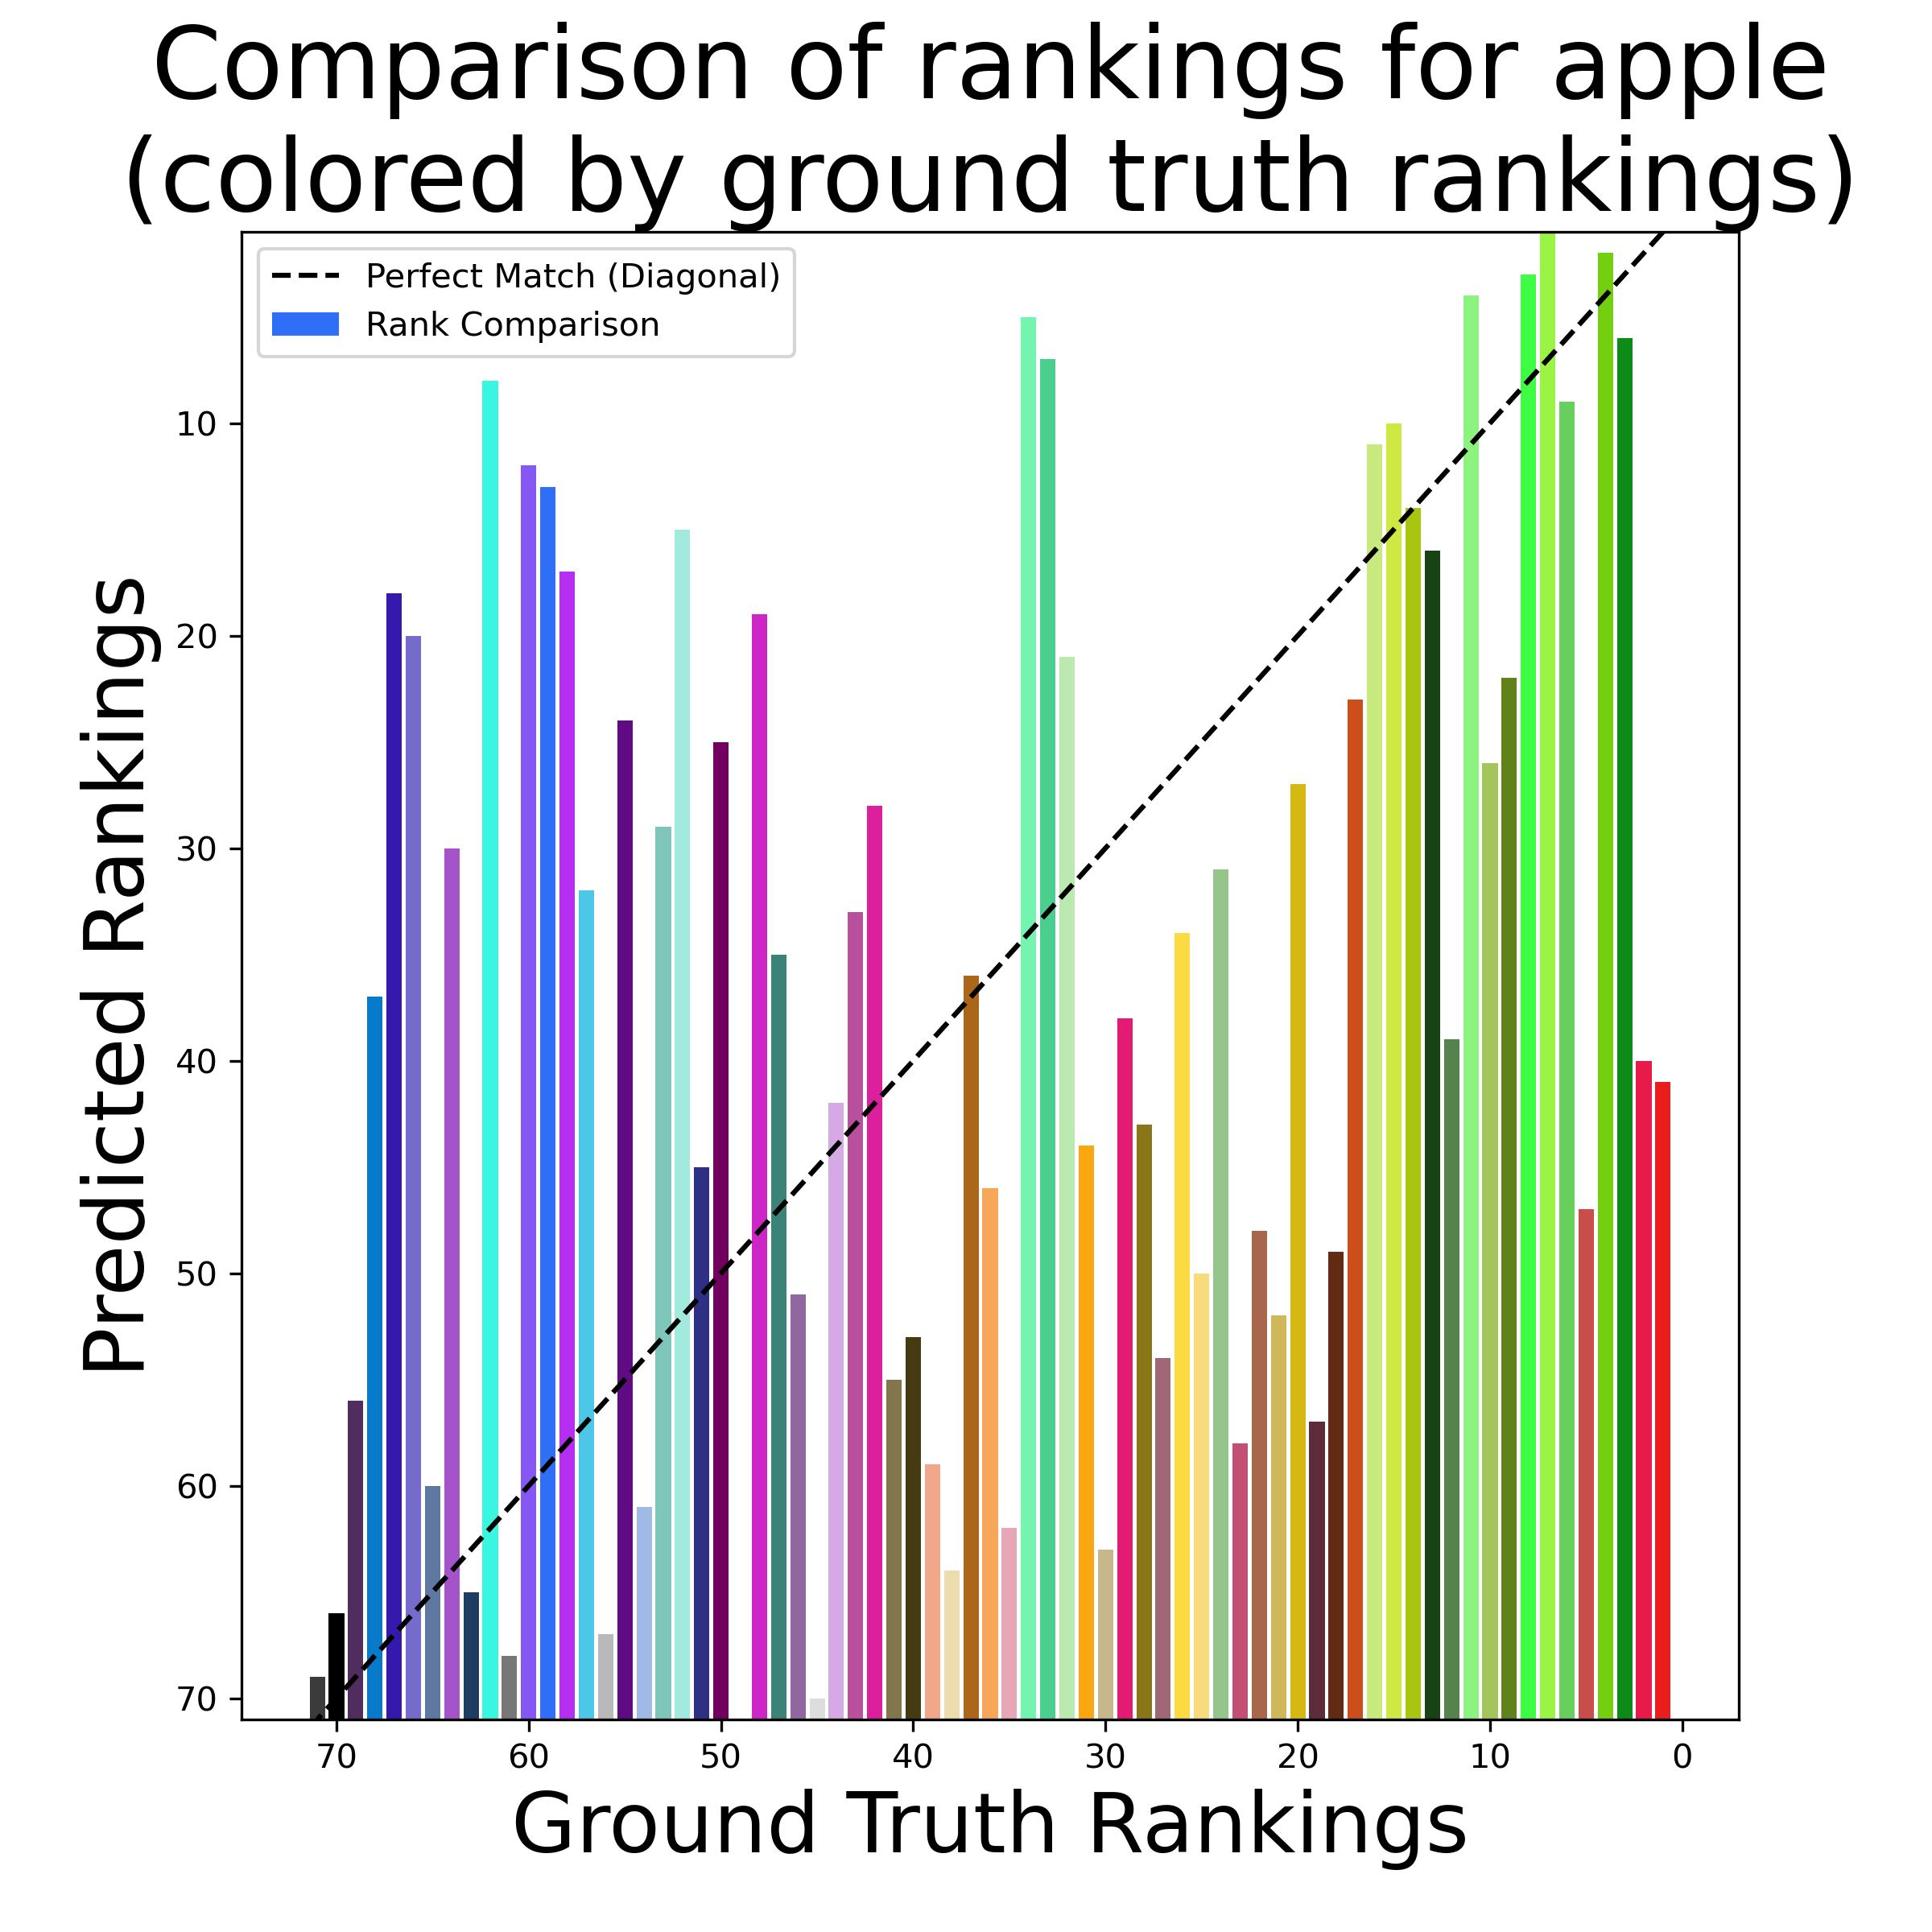 Comparison of rankings for apple
(colored by ground truth rankings)
Perfect Match (Diagonal)
Rank Comparison
Predicted Rankings
10
20
30
40
50
60
70
70 60 50 40 30 20 10 0
Ground Truth Rankings